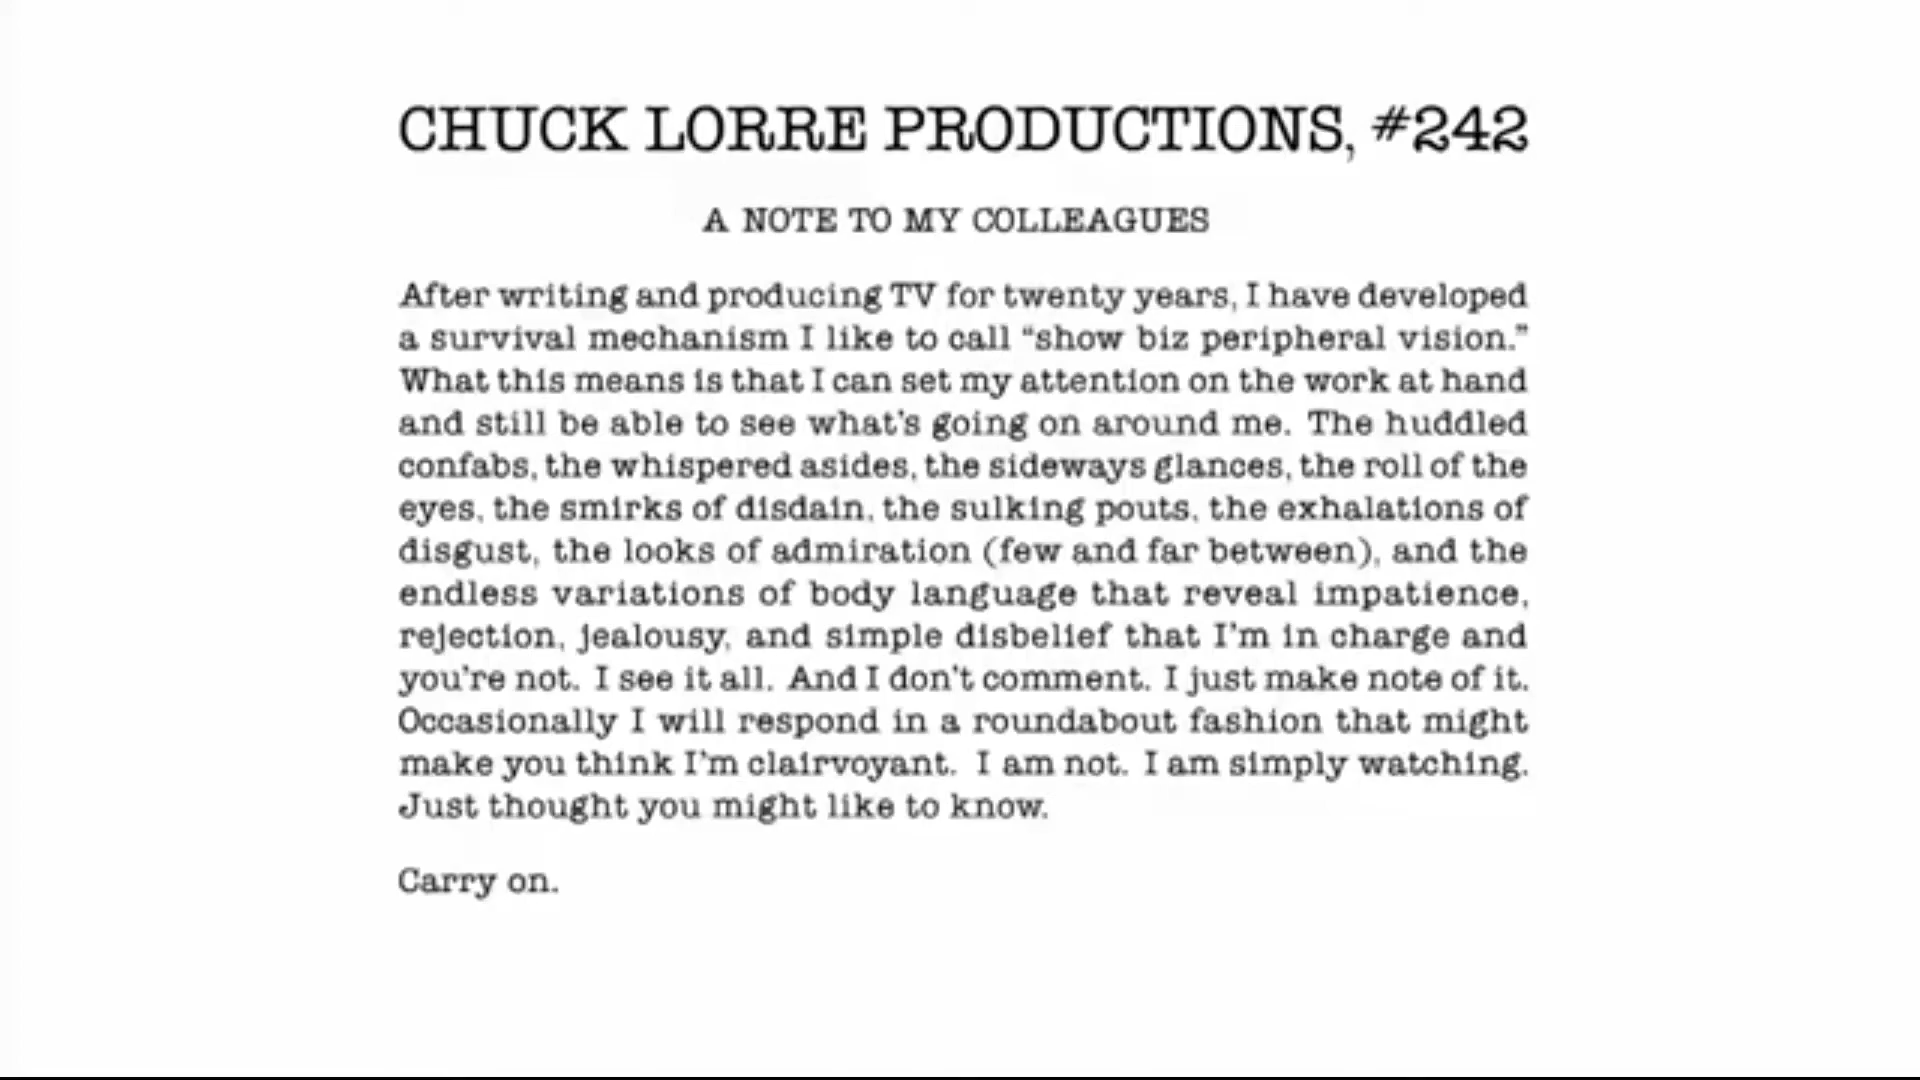 CHUCK LORRE PRODUCTIONS, #242
A NOTE TO MY COLLEAGUES
After writing and producing TV for twenty years, I have developed
a survival mechanism I like to call “show biz peripheral vision.”
What this means is that I can set my attention on the work at hand
and still be able to see what’s going on around me. The huddled
confabs, the whispered asides, the sideways glances, the roll of the
eyes, the smirks of disdain, the sulking pouts, the exhalations of
disgust, the looks of admiration (few and far between), and the
endless variations of body language that reveal impatience,
rejection, jealousy, and simple disbelief that I’m in charge and
you’re not. I see it all. And I don’t comment. I just make note of it.
Occasionally I will respond in a roundabout fashion that might
make you think I’m clairvoyant. I am not. I am simply watching.
Just thought you might like to know.
Carry on.